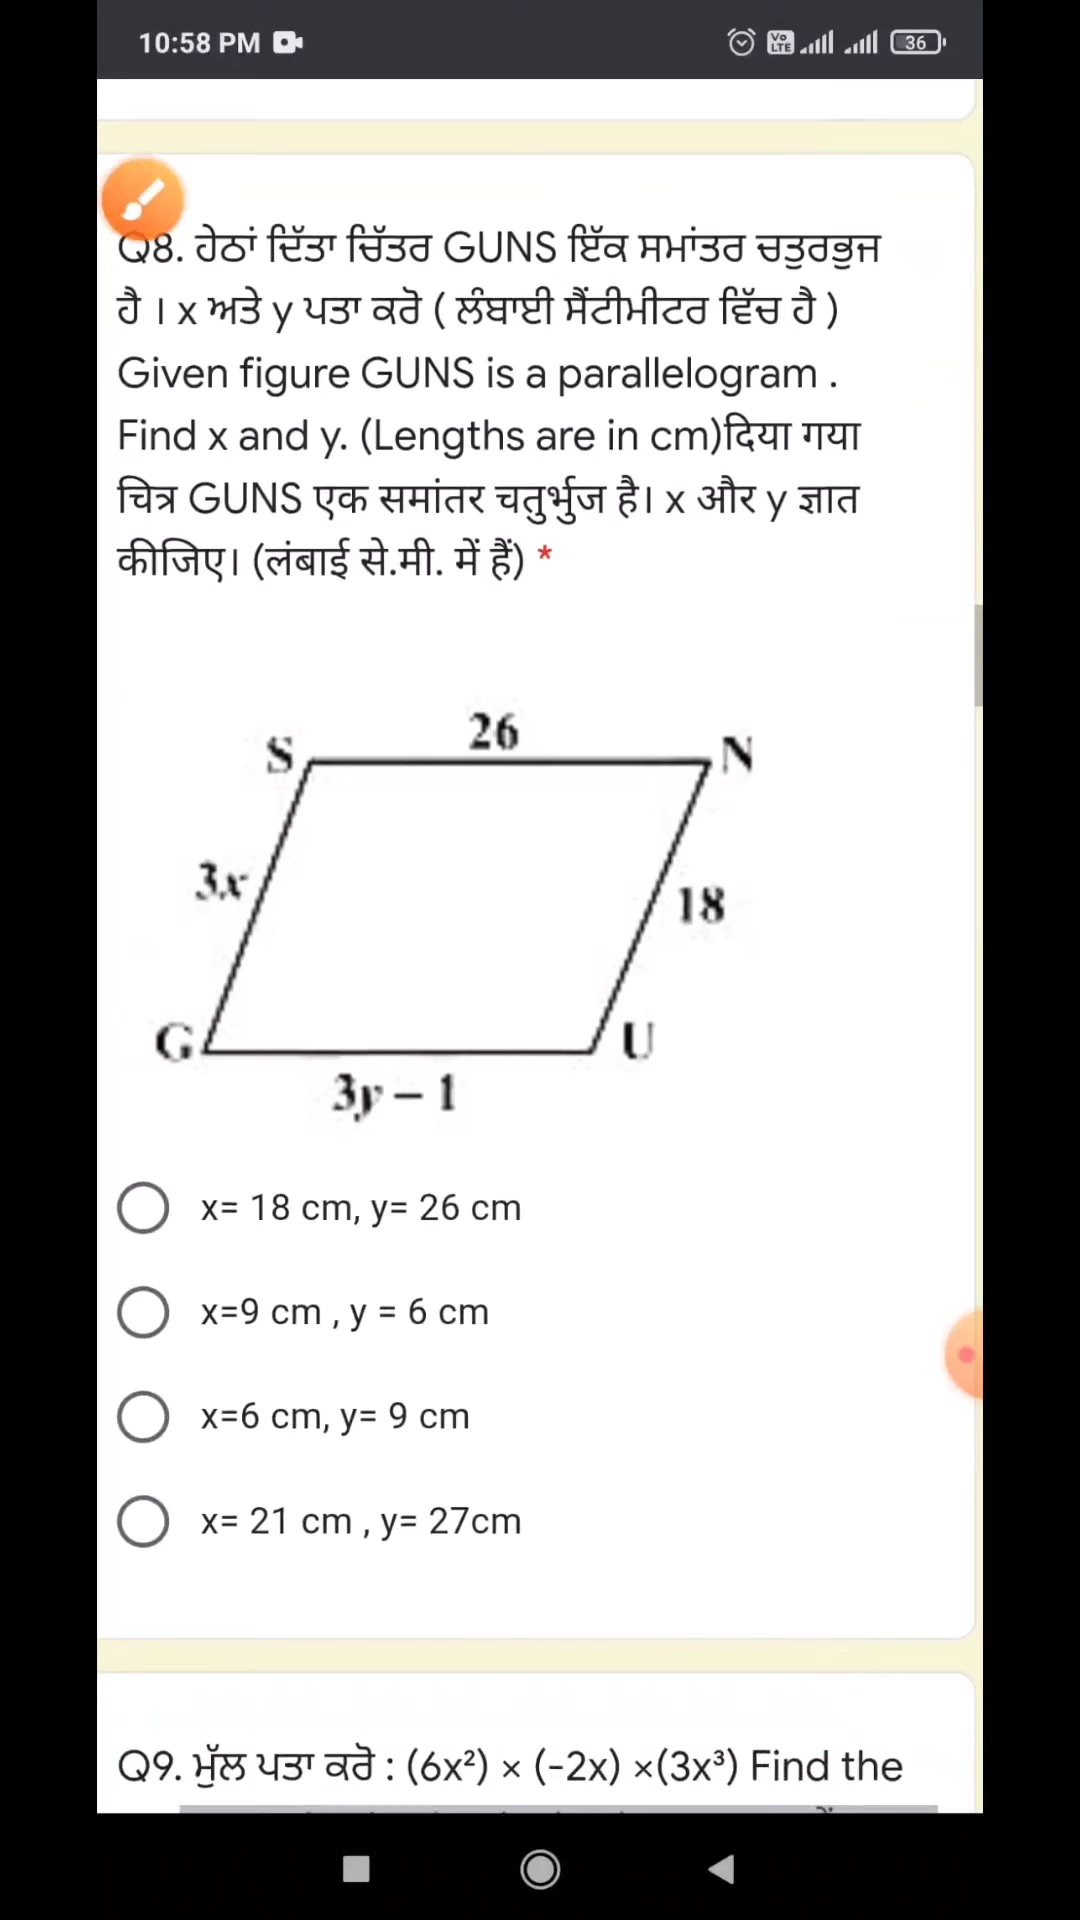 10:58 PM
Vo LTE 36
Q8. ਹੇਠਾਂ ਦਿੱਤਾ ਚਿੱਤਰ GUNS ਇੱਕ ਸਮਾਂਤਰ ਚਤੁਰਭੁਜ
ਹੈ । x ਅਤੇ y ਪਤਾ ਕਰੋ ( ਲੰਬਾਈ ਸੈਂਟੀਮੀਟਰ ਵਿੱਚ ਹੈ )
Given figure GUNS is a parallelogram .
Find x and y. (Lengths are in cm)दिया गया
चित्र GUNS एक समांतर चतुर्भुज है। x और y ज्ञात
कीजिए। (लंबाई से.मी. में हैं) *
26
S
N
3x
18
G
U
3y – 1
x= 18 cm, y= 26 cm
x=9 cm , y = 6 cm
x=6 cm, y= 9 cm
x= 21 cm , y= 27cm
Q9. ਮੁੱਲ ਪਤਾ ਕਰੋ : (6x²) × (-2x) ×(3x³) Find the